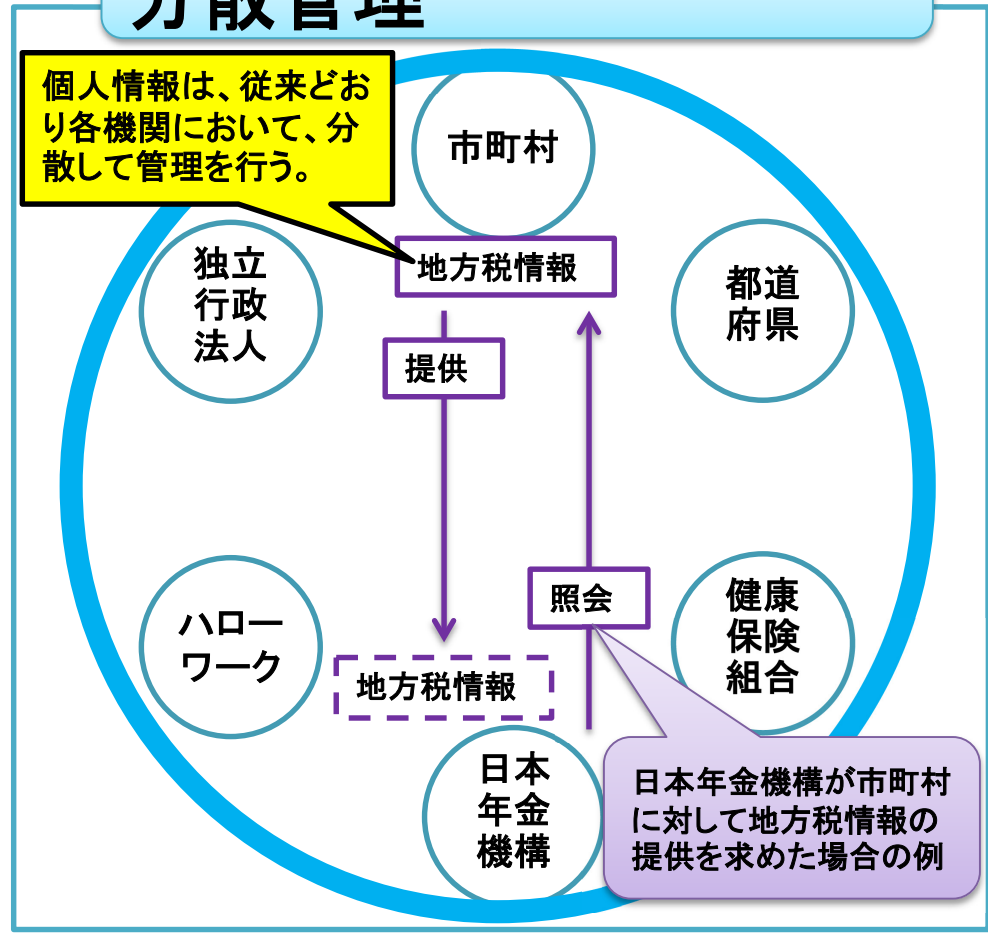 分散管理
個人情報は、従来どお
り各機関において、分
散して管理を行う。
市町村
地方税情報
独立
行政
法人
都道
府県
提供
照会
ハロー
ワーク
健康
保険
組合
地方税情報
日本
年金
機構
日本年金機構が市町村
に対して地方税情報の
提供を求めた場合の例